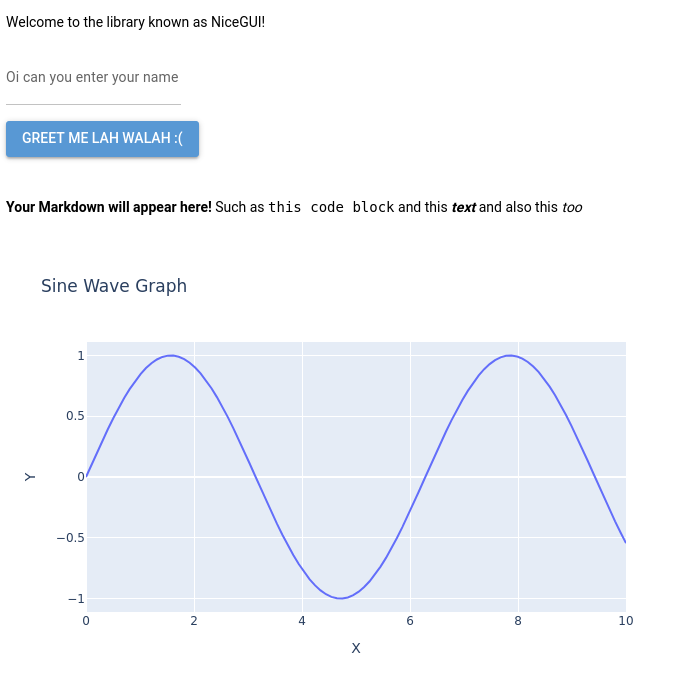 Welcome to the library known as NiceGUI!
Oi can you enter your name
GREET ME LAH WALAH :(
Your Markdown will appear here! Such as this code block and this text and also this too
Sine Wave Graph
1
0.5
0
−0.5
−1
Y
0 2 4 6 8 10
X